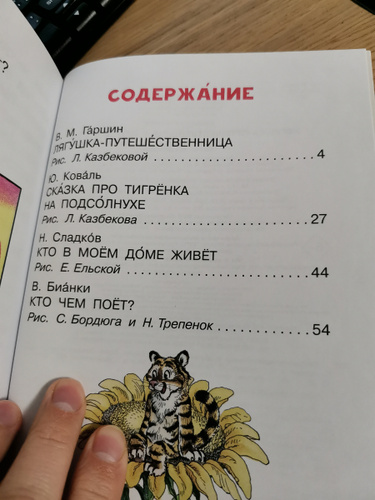 ?
СОДЕРЖА́НИЕ
В. М. Га́ршин
ЛЯГУ́ШКА-ПУТЕШЕ́СТВЕННИЦА
Рис. Л. Казбековой ........................ 4
Ю. Кова́ль
СКА́ЗКА ПРО ТИГРЁНКА
НА ПОДСО́ЛНУХЕ
Рис. Л. Казбекова ........................ 27
Н. Сладко́в
КТО В МОЁМ ДО́МЕ ЖИВЁТ
Рис. Е. Ельской ........................ 44
В. Биа́нки
КТО ЧЕМ ПОЁТ?
Рис. С. Бордюга и Н. Трепенок ............ 54